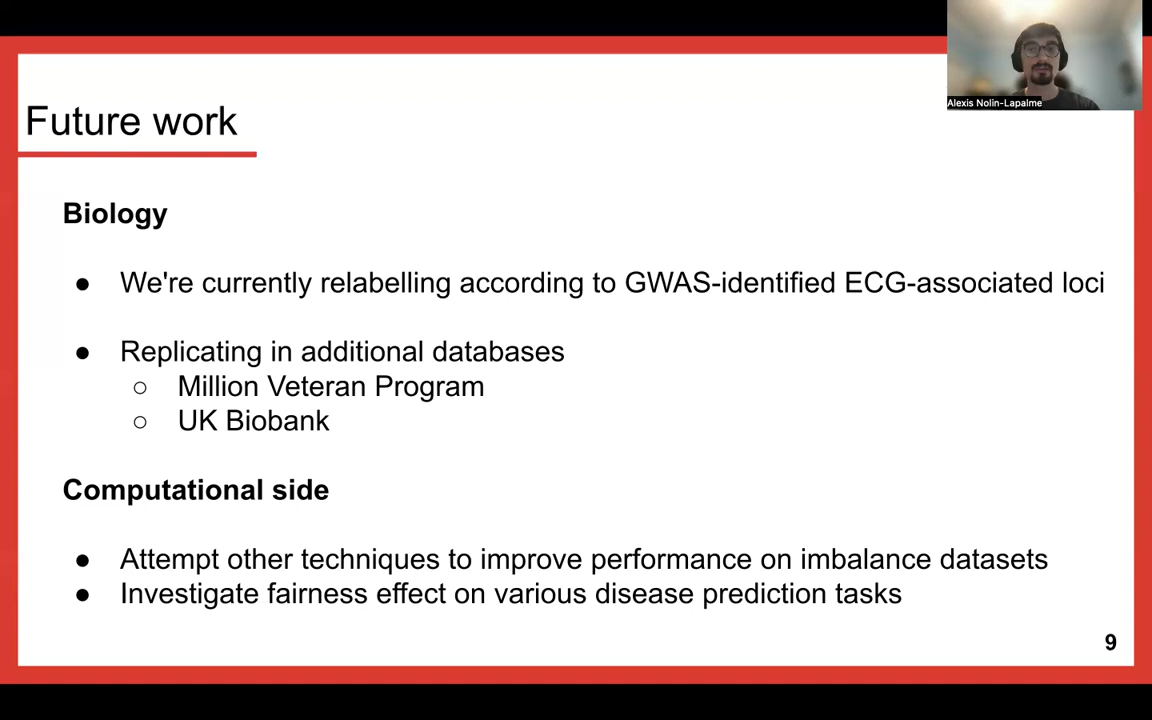 Alexis Nolin-Lapalme
Future work
Biology
● We're currently relabelling according to GWAS-identified ECG-associated loci
● Replicating in additional databases
○ Million Veteran Program
○ UK Biobank
Computational side
● Attempt other techniques to improve performance on imbalance datasets
● Investigate fairness effect on various disease prediction tasks
9